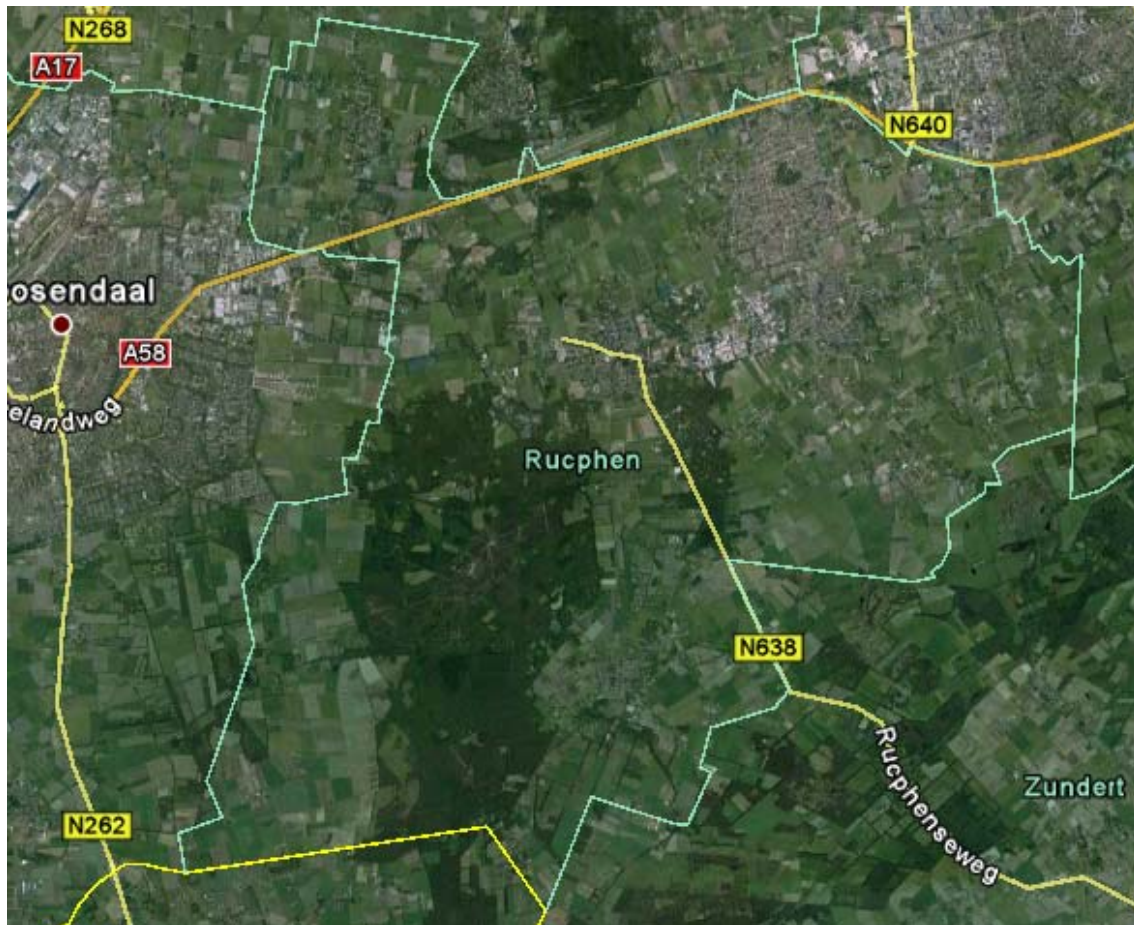 N268
A17
N640
osendaal
A58
elandweg
Rucphen
N638
Rucphenseweg
Zundert
N262